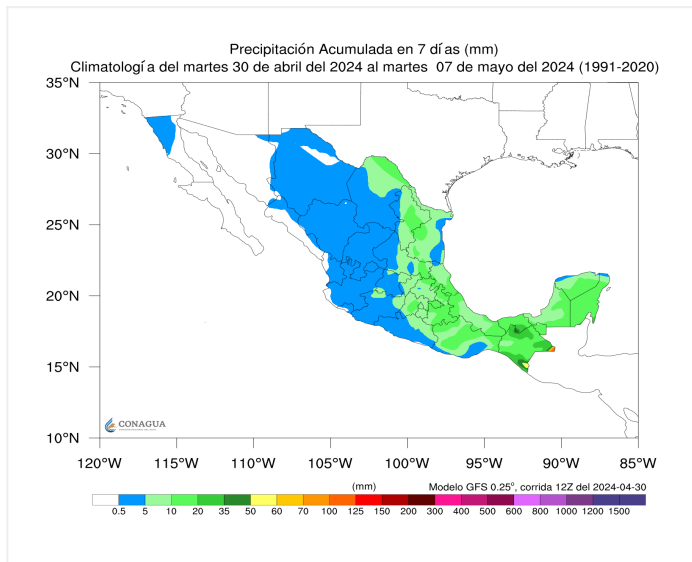 Precipitación Acumulada en 7 días (mm)
Climatología del martes 30 de abril del 2024 al martes  07 de mayo del 2024 (1991-2020)
35°N
30°N
25°N
20°N
15°N
10°N
CONAGUA
120°W 115°W 110°W 105°W 100°W 95°W 90°W 85°W
(mm) Modelo GFS 0.25°, corrida 12Z del 2024-04-30
0.5 5 10 20 35 50 60 70 100 125 150 200 300 400 500 600 800 1000 1200 1500